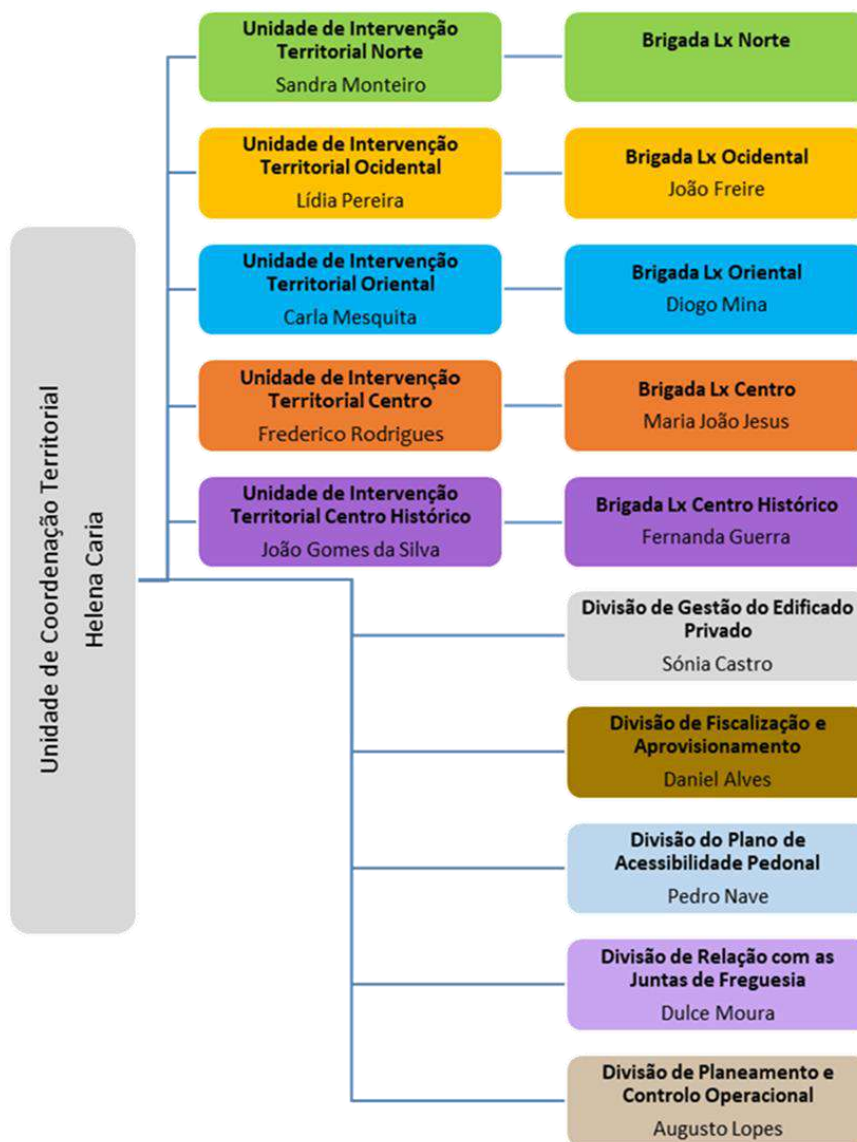 Unidade de Coordenação Territorial
Helena Caria
Unidade de Intervenção
Territorial Norte
Sandra Monteiro
Brigada Lx Norte
Unidade de Intervenção
Territorial Ocidental
Lídia Pereira
Brigada Lx Ocidental
João Freire
Unidade de Intervenção
Territorial Oriental
Carla Mesquita
Brigada Lx Oriental
Diogo Mina
Unidade de Intervenção
Territorial Centro
Frederico Rodrigues
Brigada Lx Centro
Maria João Jesus
Unidade de Intervenção
Territorial Centro Histórico
João Gomes da Silva
Brigada Lx Centro Histórico
Fernanda Guerra
Divisão de Gestão do Edificado
Privado
Sónia Castro
Divisão de Fiscalização e
Aprovisionamento
Daniel Alves
Divisão do Plano de
Acessibilidade Pedonal
Pedro Nave
Divisão de Relação com as
Juntas de Freguesia
Dulce Moura
Divisão de Planeamento e
Controlo Operacional
Augusto Lopes